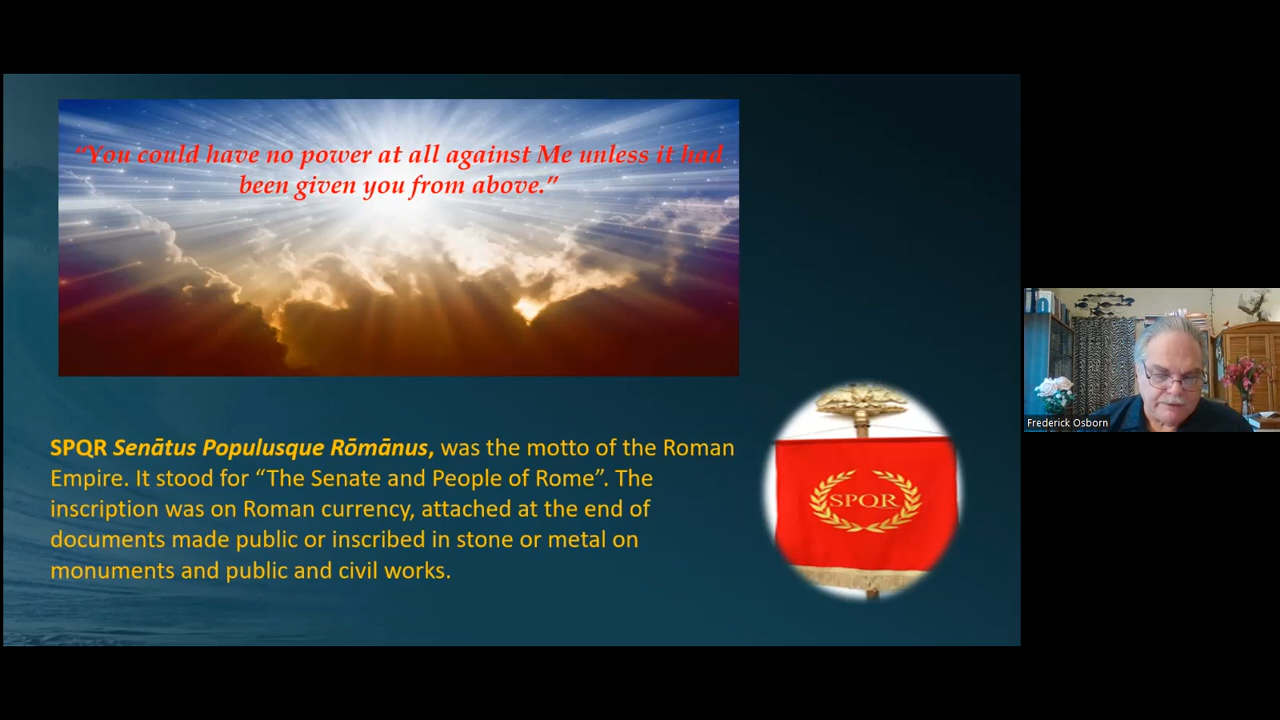 “You could have no power at all against Me unless it had
been given you from above.”
SPQR Senātus Populusque Rōmānus, was the motto of the Roman
Empire. It stood for “The Senate and People of Rome”. The
inscription was on Roman currency, attached at the end of
documents made public or inscribed in stone or metal on
monuments and public and civil works.
SPQR
Frederick Osborn